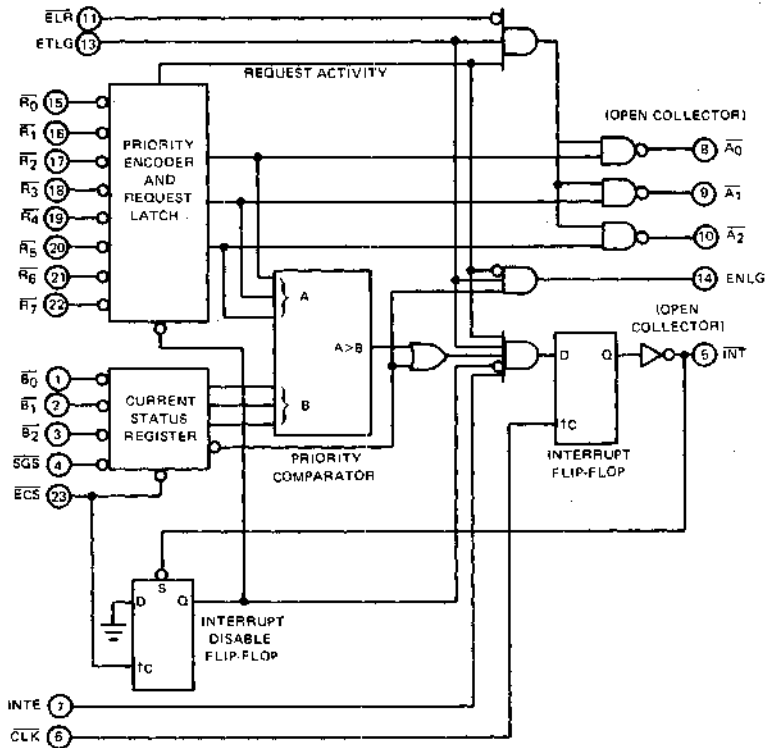 ELR 11
ETLG 13
REQUEST ACTIVITY
R0 15
R1 16
R2 17
R3 18
R4 19
R5 20
R6 21
R7 22
PRIORITY
ENCODER
AND
REQUEST
LATCH
(OPEN COLLECTOR)
8 A0
9 A1
10 A2
14 ENLG
A
A>B
B
PRIORITY
COMPARATOR
(OPEN
COLLECTOR)
D Q
5 INT
↑C
INTERRUPT
FLIP-FLOP
B0 1
B1 2
B2 3
SGS 4
ECS 23
CURRENT
STATUS
REGISTER
S
D Q
↑C
INTERRUPT
DISABLE
FLIP-FLOP
INTE 7
CLK 6